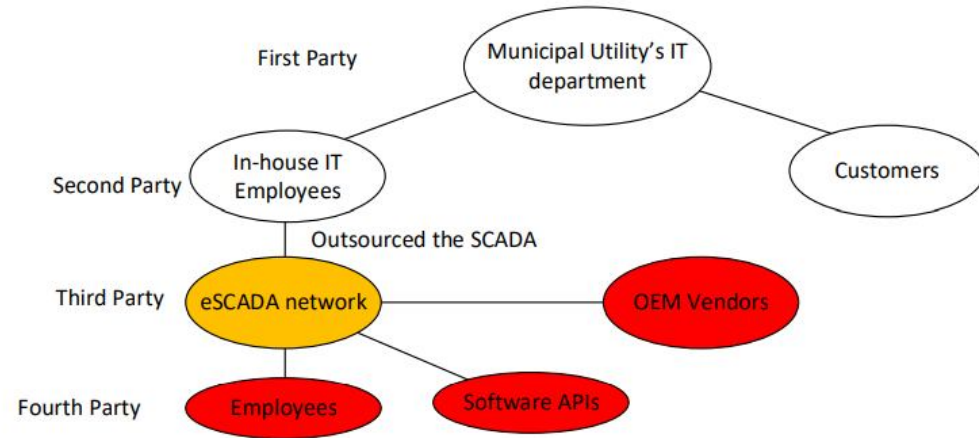 First Party
Municipal Utility's IT
department
Second Party
In-house IT
Employees
Customers
Outsourced the SCADA
Third Party
eSCADA network
OEM Vendors
Fourth Party
Employees
Software APIs